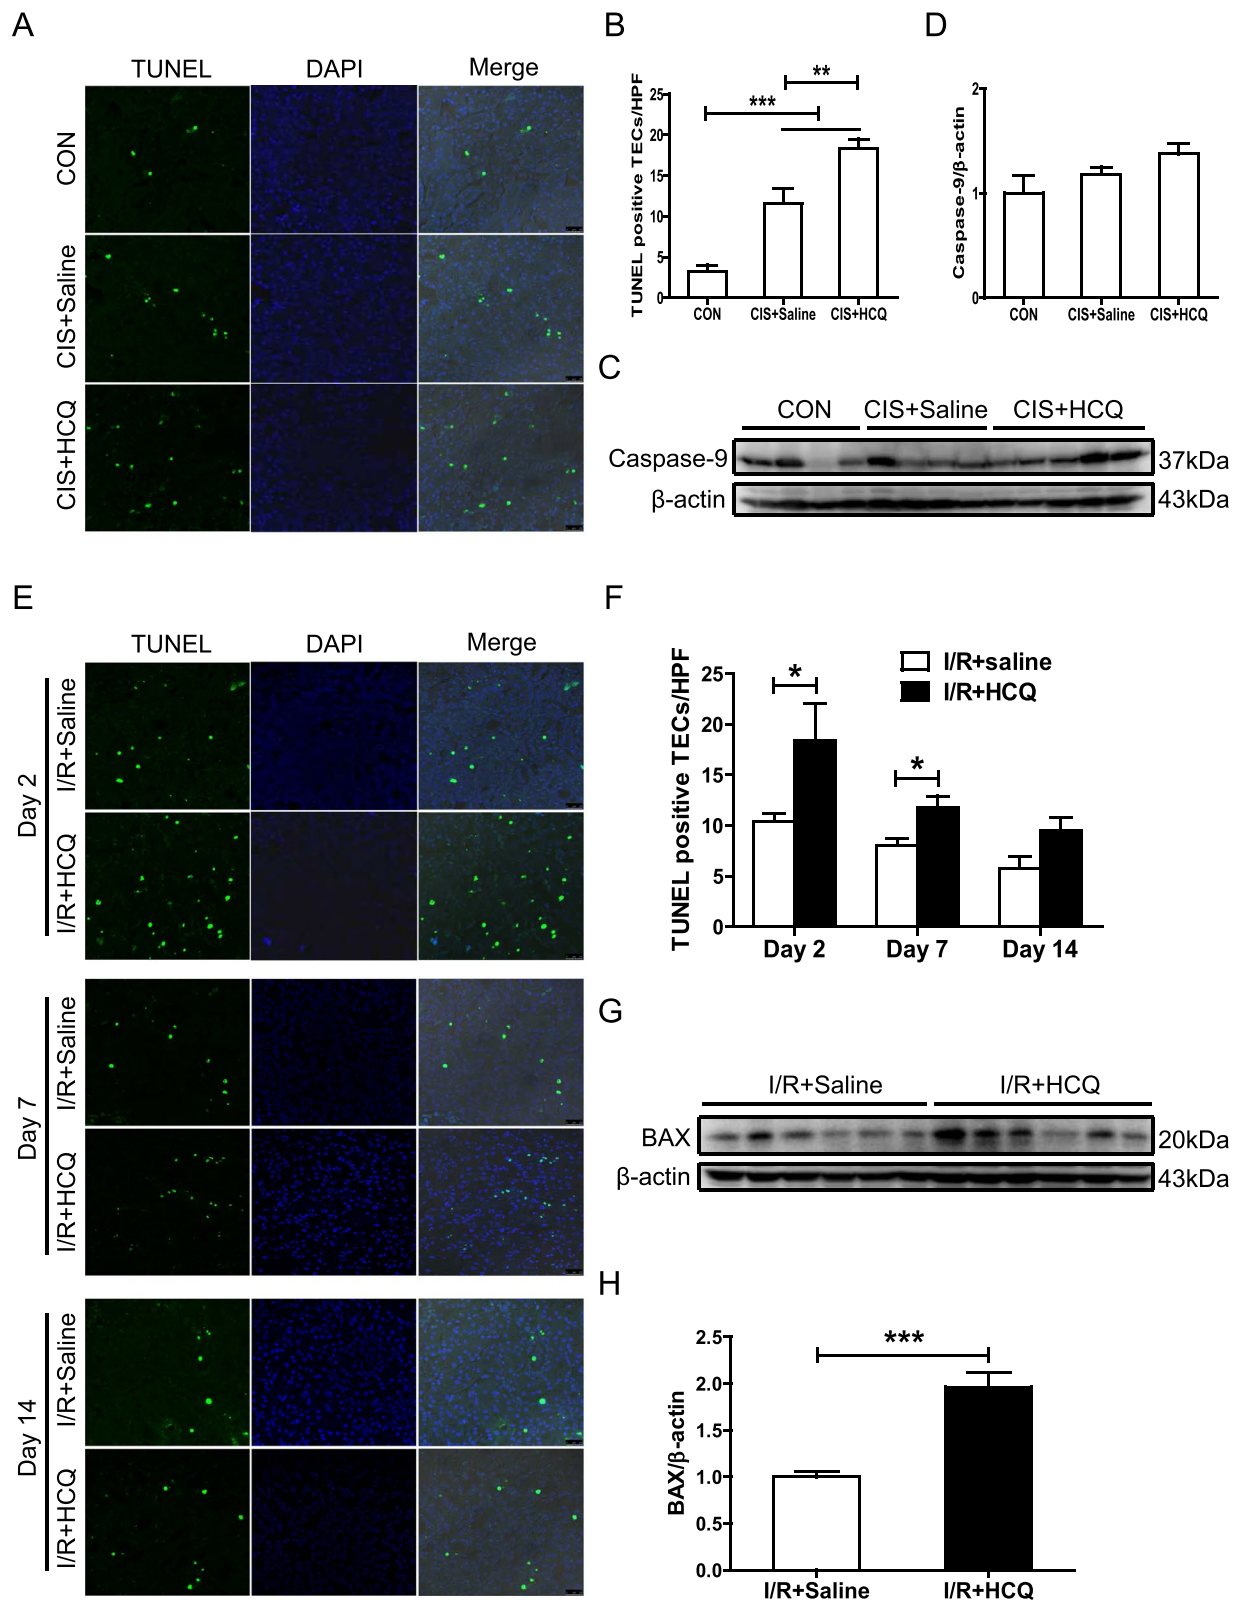 A
TUNEL DAPI Merge
CON
CIS+Saline
CIS+HCQ
B
TUNEL positive TECs/HPF
25
20
15
10
5
0
***
**
CON CIS+Saline CIS+HCQ
D
Caspase-9/β-actin
2
1
0
CON CIS+Saline CIS+HCQ
C
CON CIS+Saline CIS+HCQ
Caspase-9 37kDa
β-actin 43kDa
E
TUNEL DAPI Merge
Day 2
I/R+Saline
I/R+HCQ
Day 7
I/R+Saline
I/R+HCQ
Day 14
I/R+Saline
I/R+HCQ
F
TUNEL positive TECs/HPF
25
20
15
10
5
0
I/R+saline
I/R+HCQ
*
*
Day 2 Day 7 Day 14
G
I/R+Saline I/R+HCQ
BAX 20kDa
β-actin 43kDa
H
BAX/β-actin
2.5
2.0
1.5
1.0
0.5
0.0
***
I/R+Saline I/R+HCQ